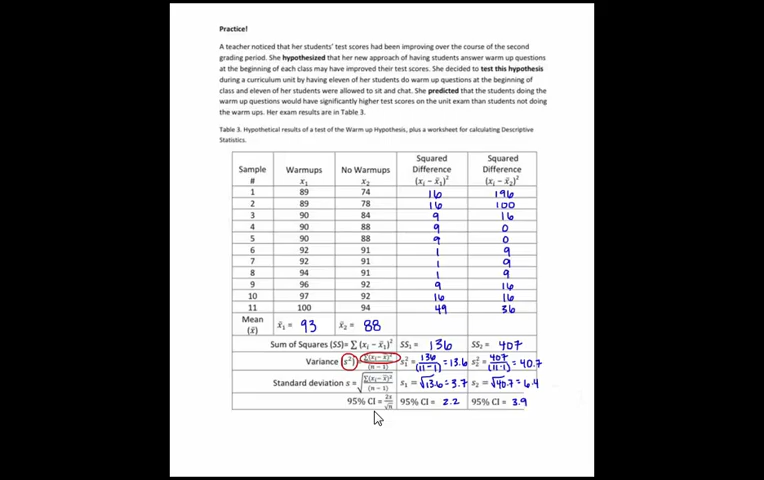 Practice!
A teacher noticed that her students' test scores had been improving over the course of the second
grading period. She hypothesized that her new approach of having students answer warm up questions
at the beginning of each class may have improved their test scores. She decided to test this hypothesis
during a curriculum unit by having eleven of her students do warm up questions at the beginning of
class and eleven of her students were allowed to sit and chat. She predicted that the students doing the
warm up questions would have significantly higher test scores on the unit exam than students not doing
the warm ups. Her exam results are in Table 3.
Table 3. Hypothetical results of a test of the Warm up Hypothesis, plus a worksheet for calculating Descriptive
Statistics.
Sample # Warmups x₁ No Warmups x₂ Squared Difference (xᵢ – x̄₁)² Squared Difference (xᵢ – x̄₂)²
1 89 74 16 196
2 89 78 16 100
3 90 84 9 16
4 90 88 9 0
5 90 88 9 0
6 92 91 1 9
7 92 91 1 9
8 94 91 1 9
9 96 92 9 16
10 97 92 16 16
11 100 94 49 36
Mean (x̄) x̄₁ = 93 x̄₂ = 88
Sum of Squares (SS) = ∑ (xᵢ – x̄₁)² SS₁ = 136 SS₂ = 407
Variance (s²) = ∑(xᵢ – x̄)²/(n – 1) s₁² = 136/(11-1) = 13.6 s₂² = 407/(11-1) = 40.7
Standard deviation s = √(∑(xᵢ – x̄)²/(n – 1)) s₁ = √13.6 = 3.7 s₂ = √40.7 = 6.4
95% CI = 2s/√n 95% CI = 2.2 95% CI = 3.9